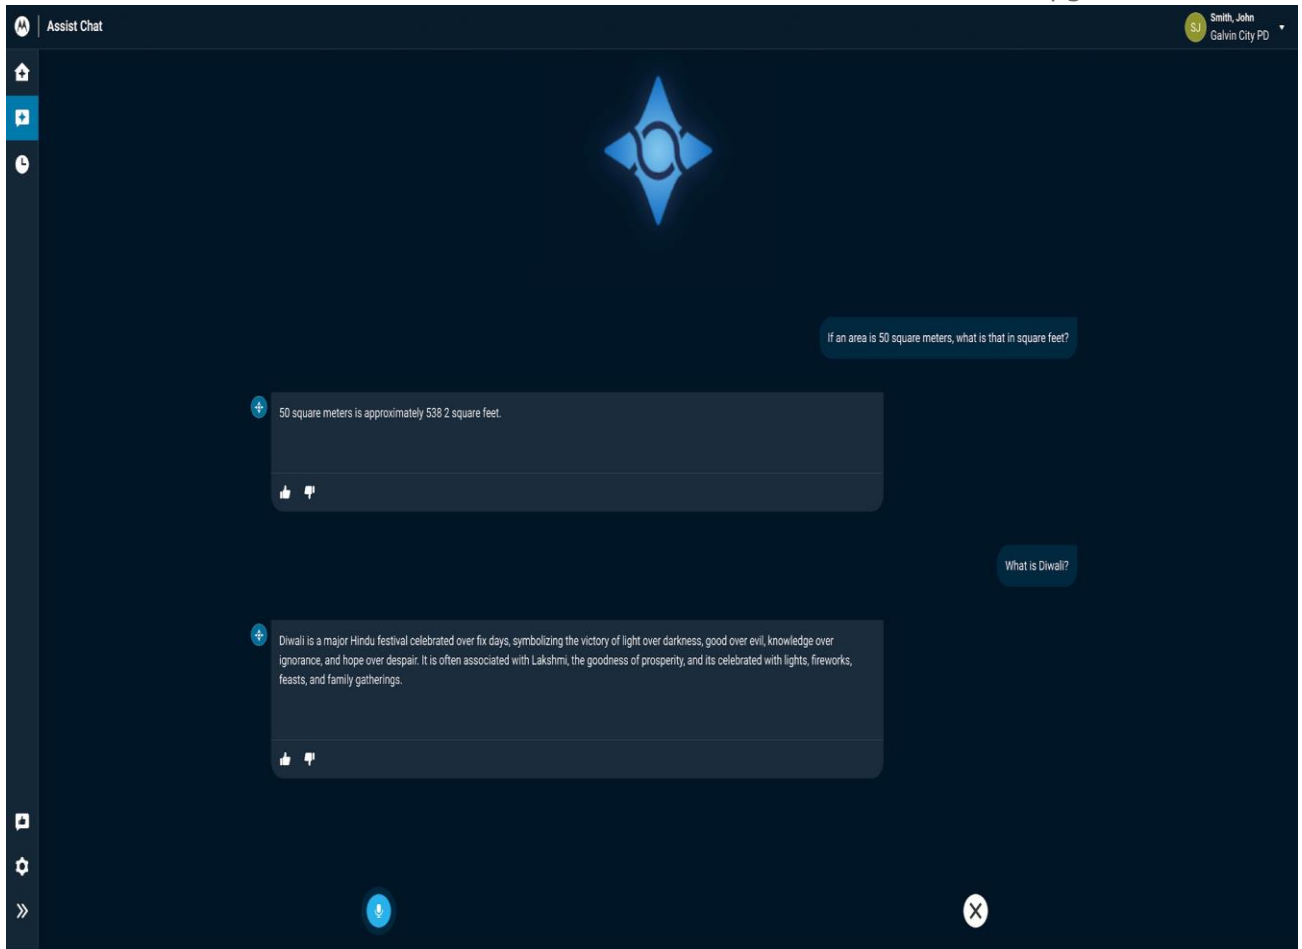 Assist Chat
SJ
Smith, John
Galvin City PD
If an area is 50 square meters, what is that in square feet?
50 square meters is approximately 538 2 square feet.
What is Diwali?
Diwali is a major Hindu festival celebrated over fix days, symbolizing the victory of light over darkness, good over evil, knowledge over
ignorance, and hope over despair. It is often associated with Lakshmi, the goodness of prosperity, and its celebrated with lights, fireworks,
feasts, and family gatherings.